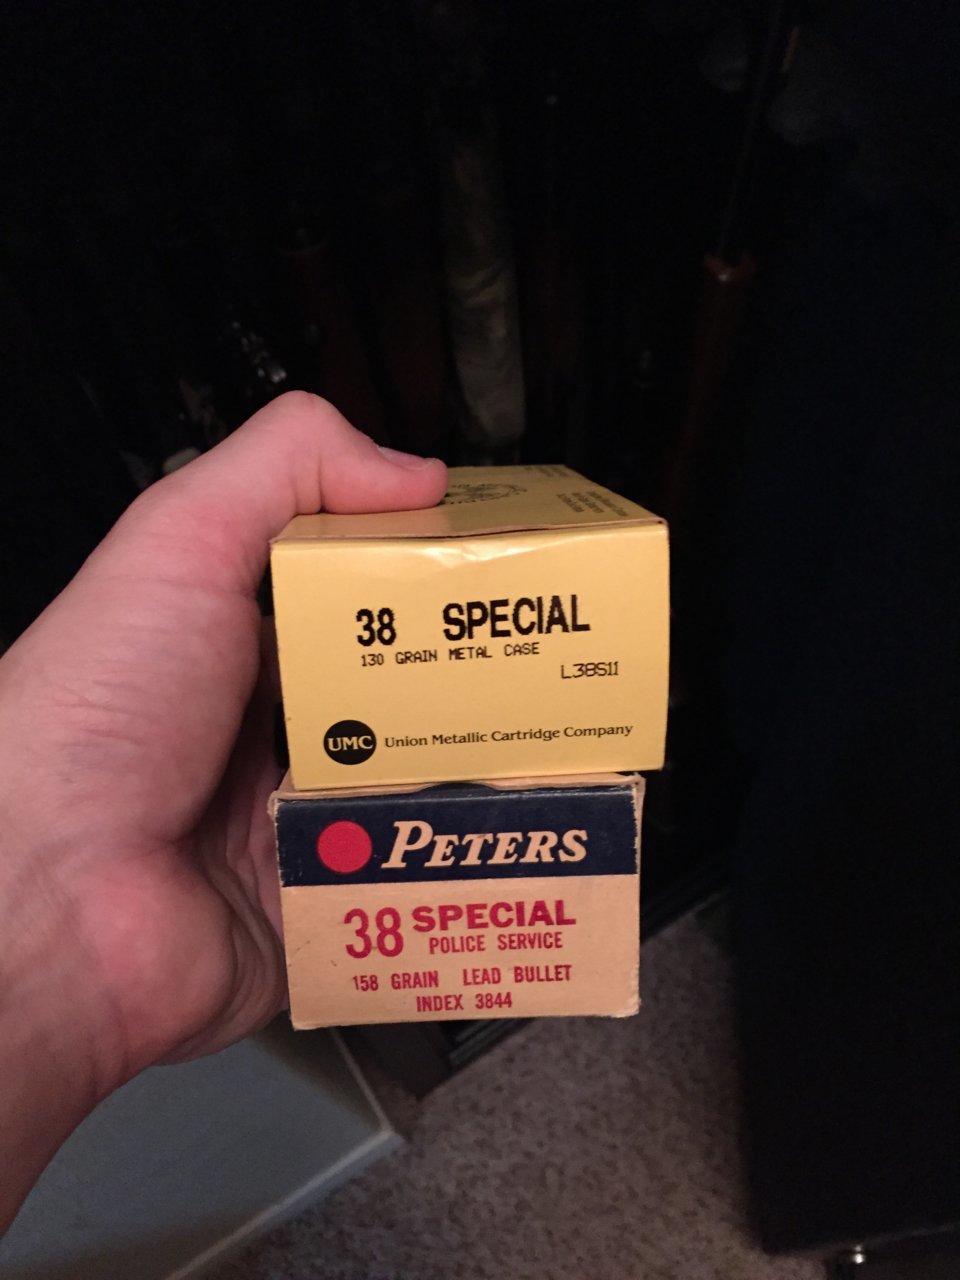 38 SPECIAL
130 GRAIN METAL CASE
L38S11
UMC Union Metallic Cartridge Company
PETERS
38 SPECIAL
POLICE SERVICE
158 GRAIN LEAD BULLET
INDEX 3844